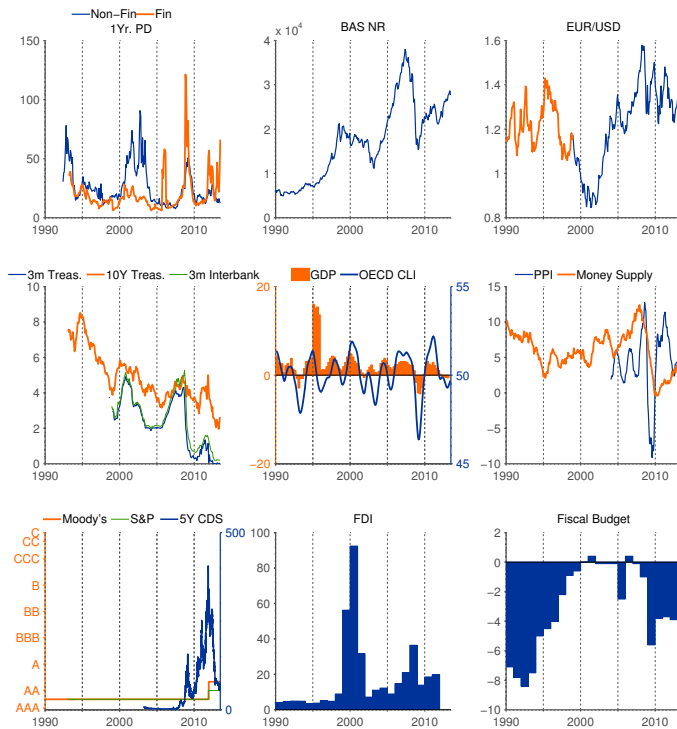 Non-Fin Fin
1Yr. PD
150
100
50
0
1990 2000 2010
BAS NR
x 10^4
4
3
2
1
0
1990 2000 2010
EUR/USD
1.6
1.4
1.2
1
0.8
1990 2000 2010
3m Treas. 10Y Treas. 3m Interbank
10
8
6
4
2
0
1990 2000 2010
GDP OECD CLI
20
0
-20
55
50
45
1990 2000 2010
PPI Money Supply
15
10
5
0
-5
-10
1990 2000 2010
Moody's S&P 5Y CDS
C
CC
CCC
B
BB
BBB
A
AA
AAA
500
0
1990 2000 2010
FDI
100
80
60
40
20
0
1990 2000 2010
Fiscal Budget
2
0
-2
-4
-6
-8
-10
1990 2000 2010